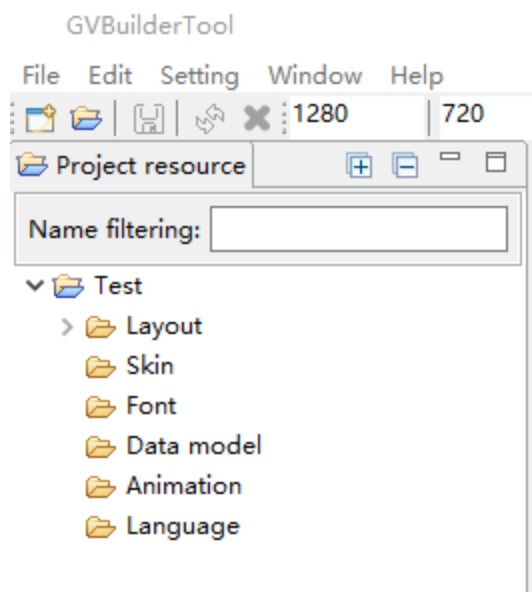 GVBuilderTool
File Edit Setting Window Help
1280 720
Project resource
Name filtering:
Test
Layout
Skin
Font
Data model
Animation
Language